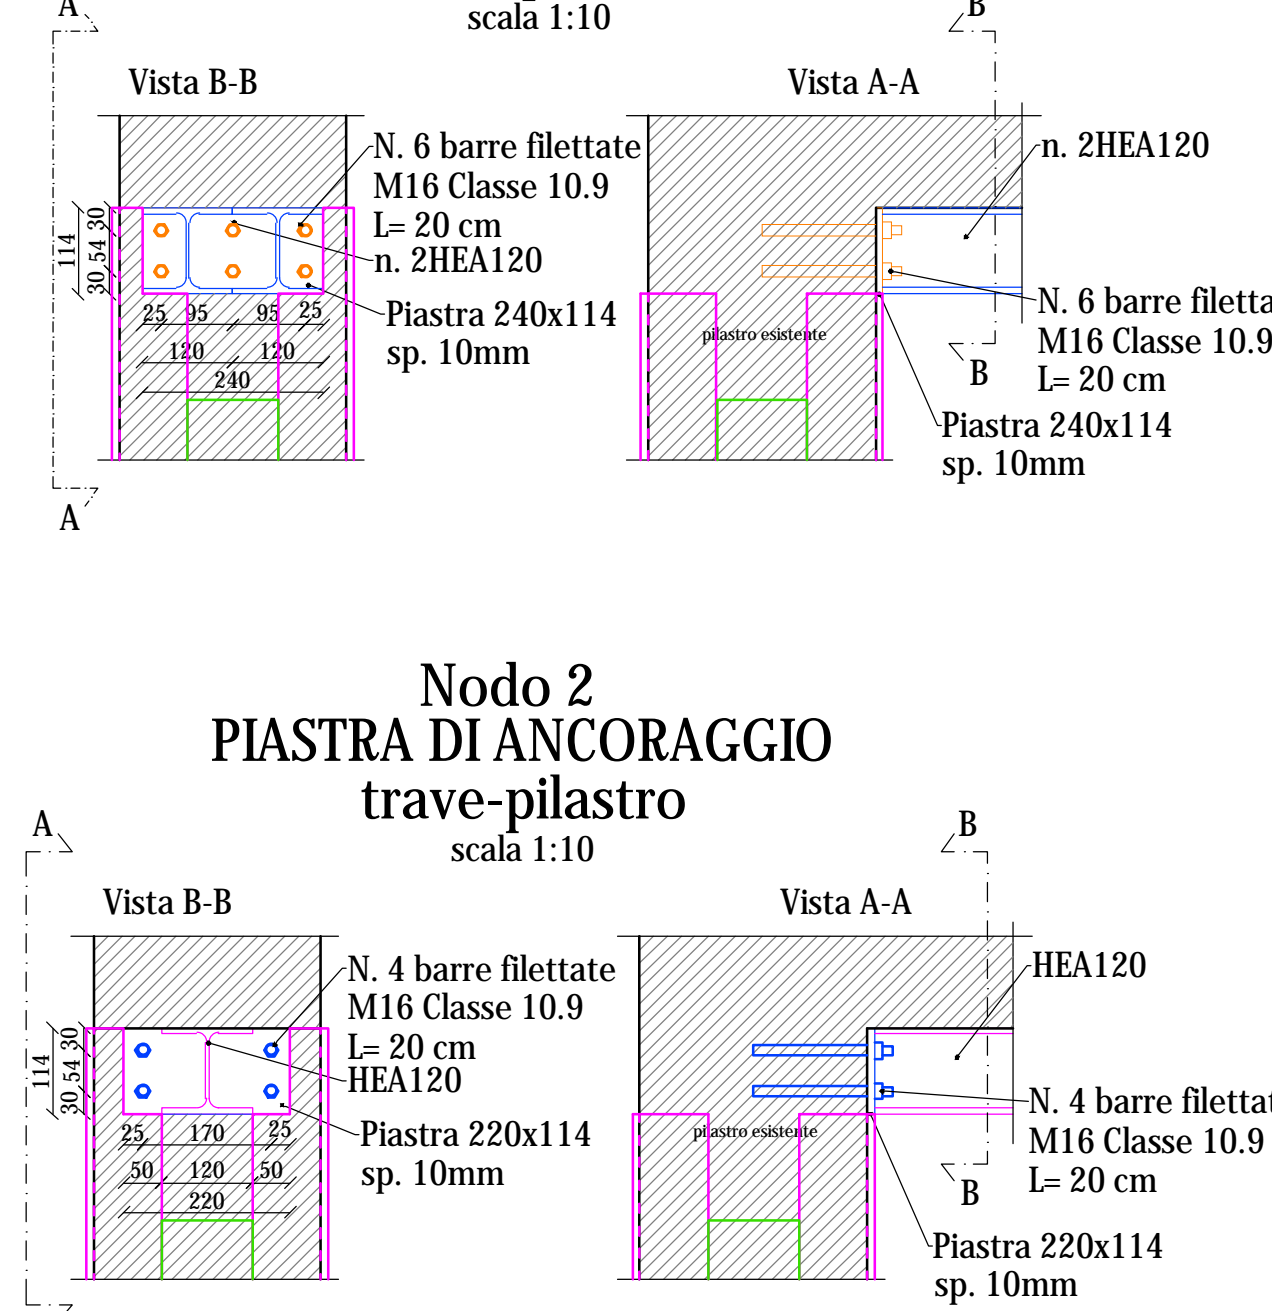 A
B
scala 1:10
Vista B-B
Vista A-A
N. 6 barre filettate
M16 Classe 10.9
L= 20 cm
n. 2HEA120
Piastra 240x114
sp. 10mm
114
30
54
30
25
95
95
25
120
120
240
n. 2HEA120
N. 6 barre filetta
M16 Classe 10.9
L= 20 cm
pilastro esistente
B
Piastra 240x114
sp. 10mm
A
Nodo 2
PIASTRA DI ANCORAGGIO
trave-pilastro
scala 1:10
A
B
Vista B-B
Vista A-A
N. 4 barre filettate
M16 Classe 10.9
L= 20 cm
HEA120
Piastra 220x114
sp. 10mm
114
30
54
30
25
170
25
50
120
50
220
HEA120
N. 4 barre filettat
M16 Classe 10.9
L= 20 cm
pilastro esistente
B
Piastra 220x114
sp. 10mm